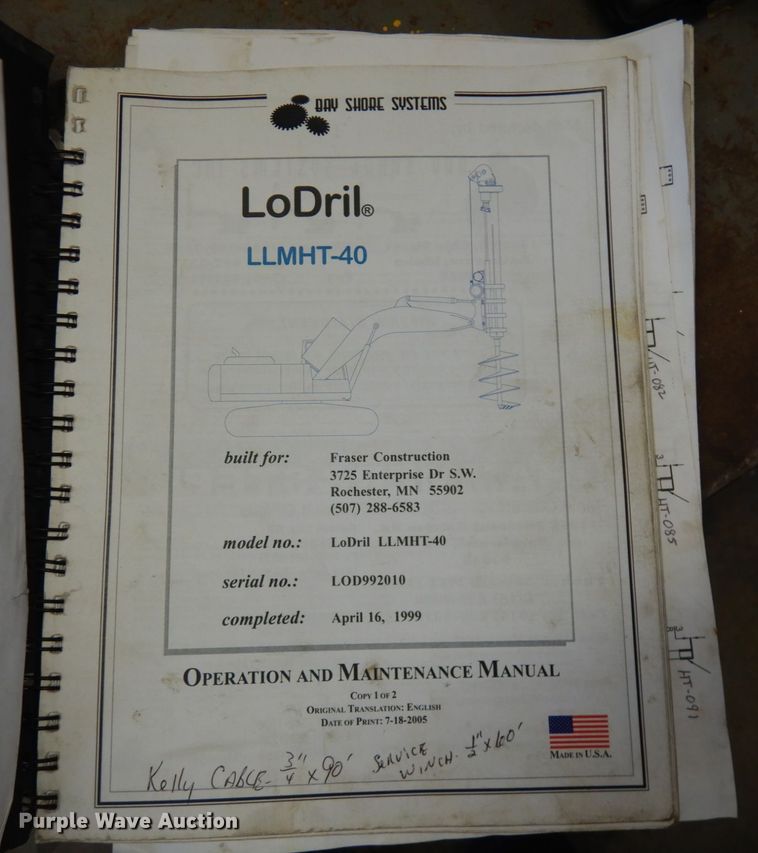 BAY SHORE SYSTEMS
LoDril®
LLMHT-40
built for: Fraser Construction
3725 Enterprise Dr S.W.
Rochester, MN 55902
(507) 288-6583
model no.: LoDril LLMHT-40
serial no.: LOD992010
completed: April 16, 1999
OPERATION AND MAINTENANCE MANUAL
COPY 1 OF 2
ORIGINAL TRANSLATION: ENGLISH
DATE OF PRINT: 7-18-2005
MADE IN U.S.A.
Kelly CABLE- 3/4" x 90'
SERVICE
WINCH- 1/2" x 160'
HT-082
HT-085
HT-091
Purple Wave Auction